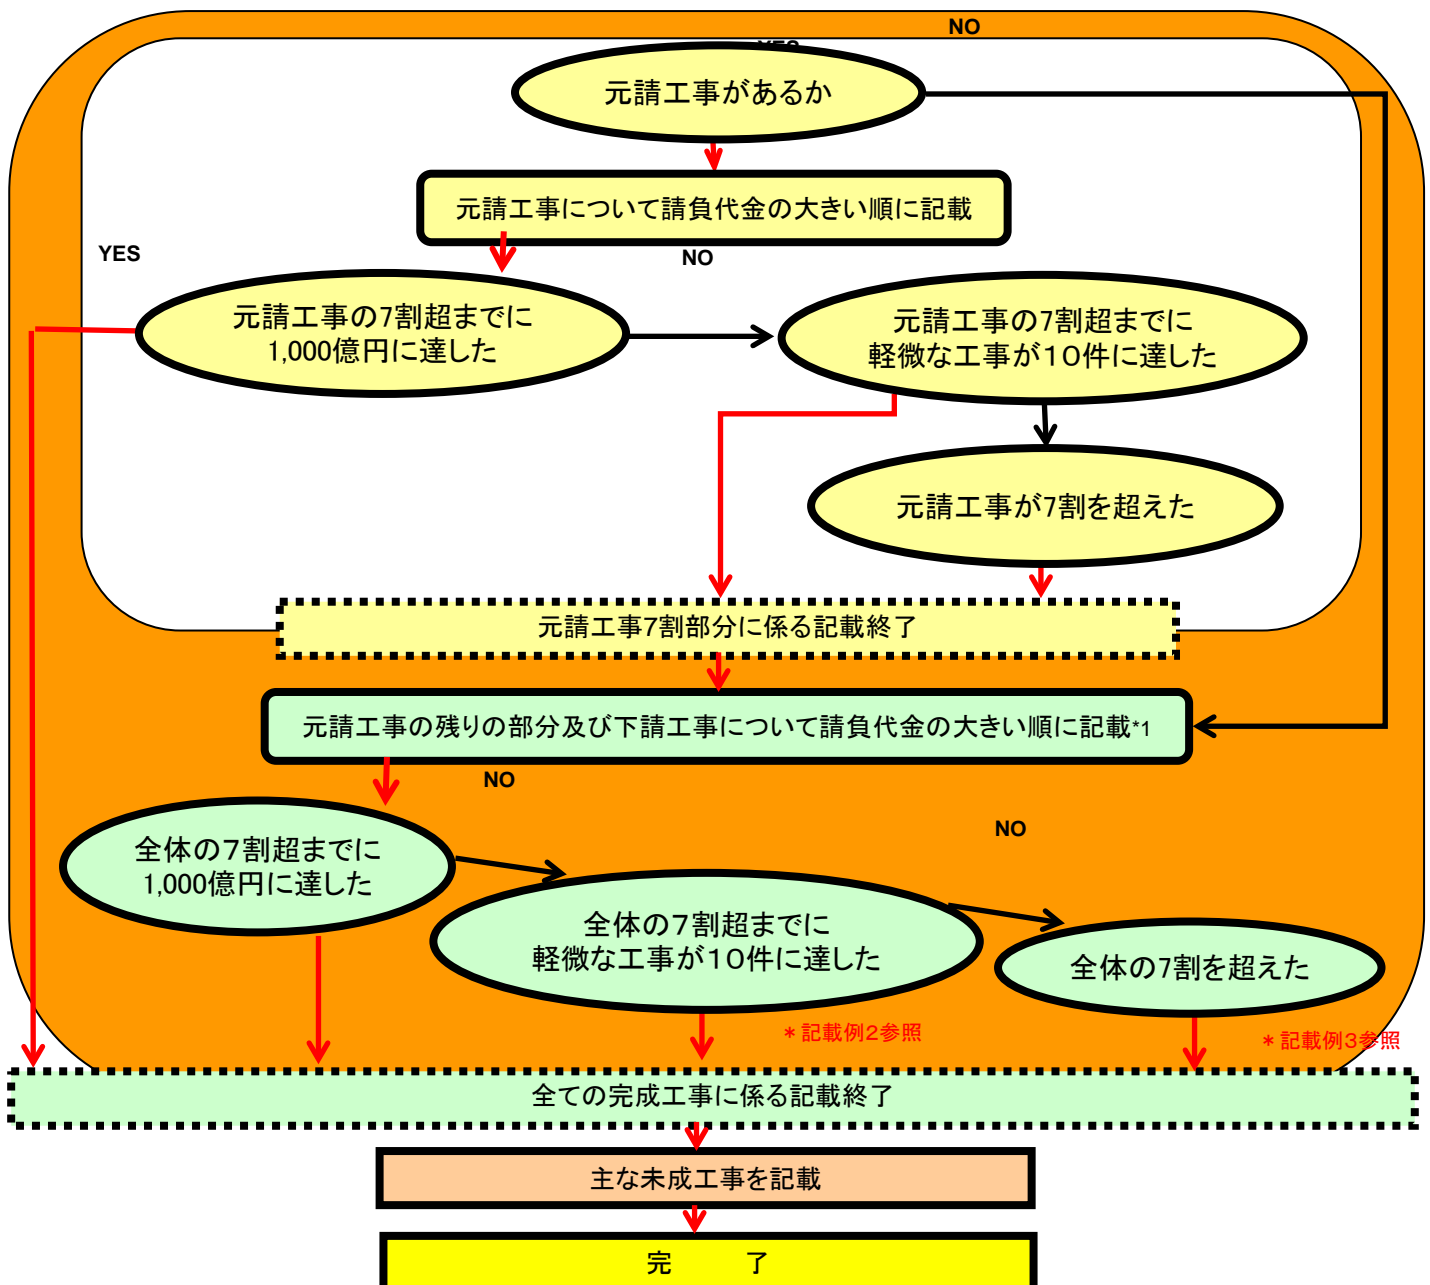 NO
YES
元請工事があるか
元請工事について請負代金の大きい順に記載
YES
NO
元請工事の7割超までに
1,000億円に達した
元請工事の7割超までに
軽微な工事が10件に達した
元請工事が7割を超えた
元請工事7割部分に係る記載終了
元請工事の残りの部分及び下請工事について請負代金の大きい順に記載*1
NO
NO
全体の7割超までに
1,000億円に達した
全体の7割超までに
軽微な工事が10件に達した
全体の7割を超えた
*記載例2参照
*記載例3参照
全ての完成工事に係る記載終了
主な未成工事を記載
完 了